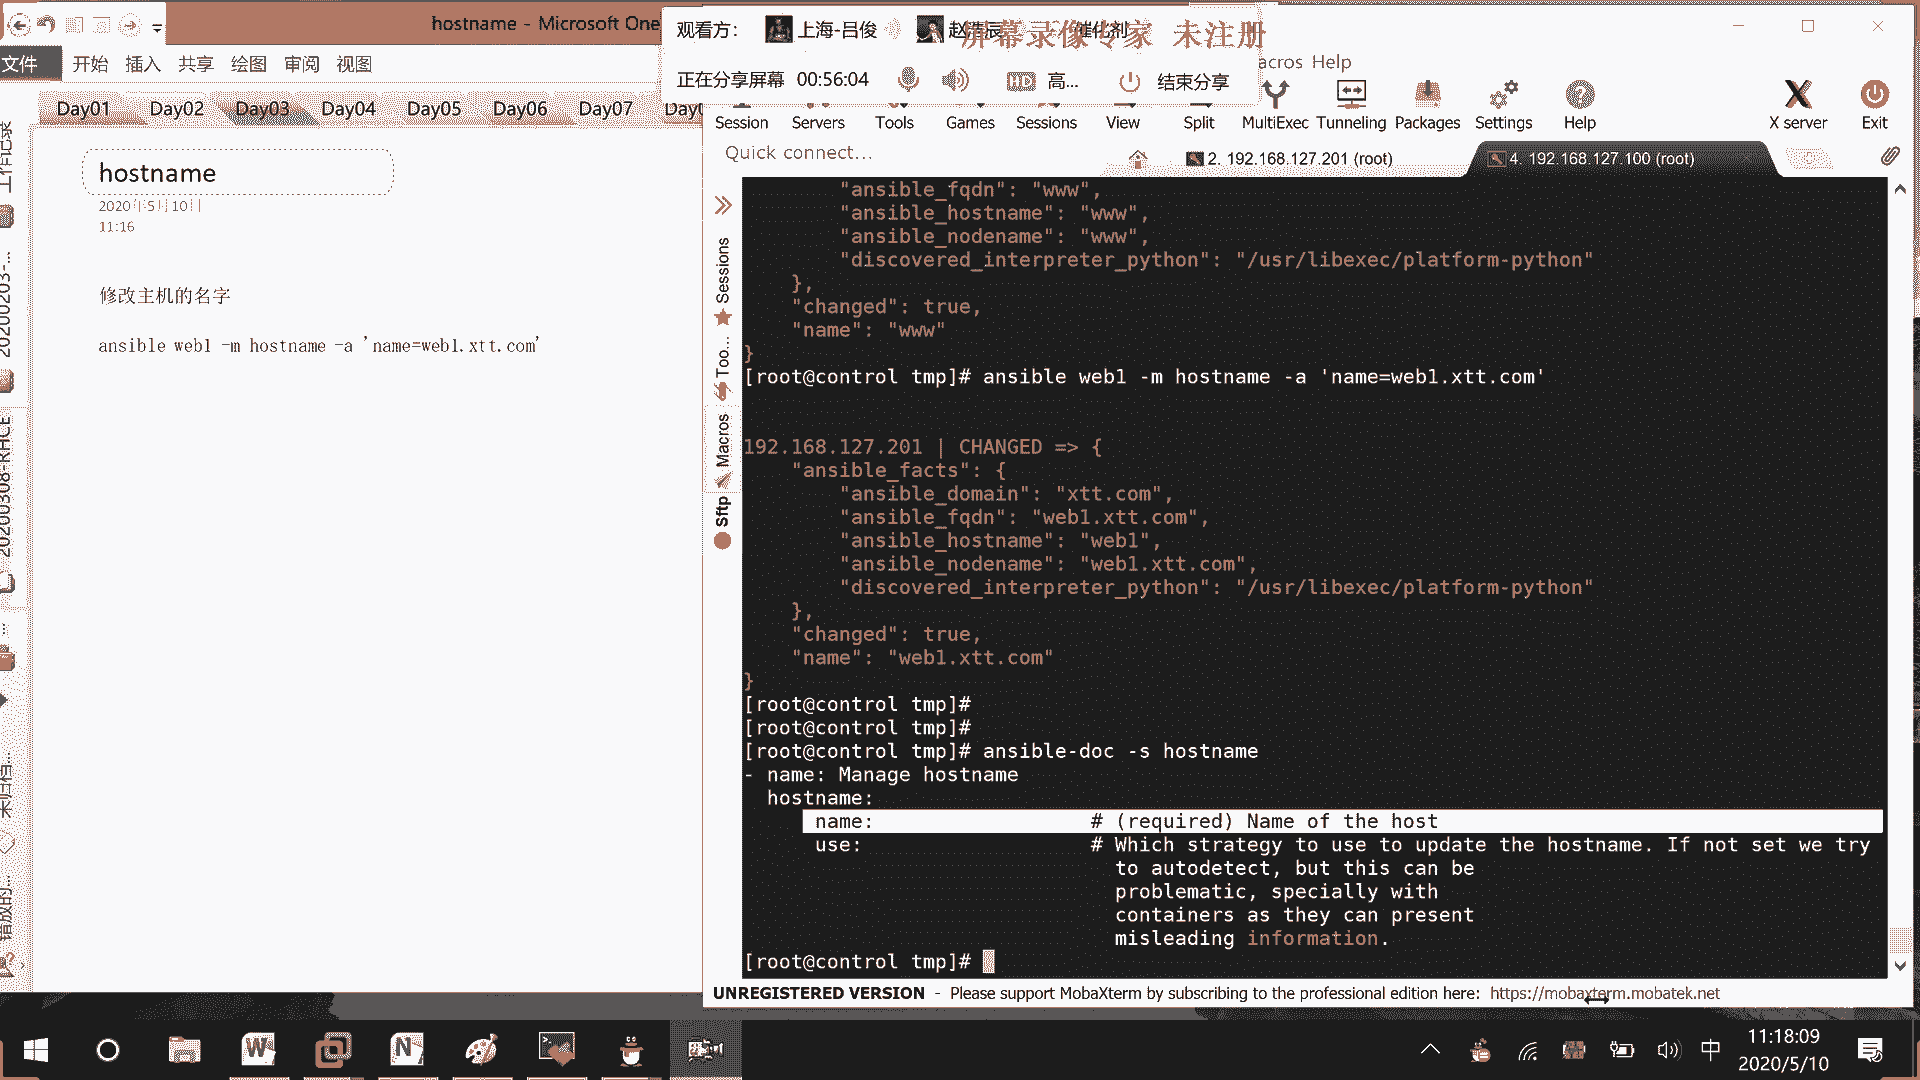 hostname - Microsoft One
文件 开始 插入 共享 绘图 审阅 视图
Day01 Day02 Day03 Day04 Day05 Day06 Day07
hostname
2020年5月10日
11:16
修改主机的名字
ansible web1 -m hostname -a 'name=web1.xtt.com'
观看方： 上海-吕俊
屏幕录像专家 未注册
正在分享屏幕 00:56:04 HD 高... 结束分享
acros Help
Session Servers Tools Games Sessions View Split MultiExec Tunneling Packages Settings Help X server Exit
Quick connect...
2. 192.168.127.201 (root)
4. 192.168.127.100 (root)
Sessions
Too...
Macros
Sftp
"ansible_fqdn": "www",
"ansible_hostname": "www",
"ansible_nodename": "www",
"discovered_interpreter_python": "/usr/libexec/platform-python"
},
"changed": true,
"name": "www"
}
[root@control tmp]# ansible web1 -m hostname -a 'name=web1.xtt.com'
192.168.127.201 | CHANGED => {
"ansible_facts": {
"ansible_domain": "xtt.com",
"ansible_fqdn": "web1.xtt.com",
"ansible_hostname": "web1",
"ansible_nodename": "web1.xtt.com",
"discovered_interpreter_python": "/usr/libexec/platform-python"
},
"changed": true,
"name": "web1.xtt.com"
}
[root@control tmp]#
[root@control tmp]#
[root@control tmp]# ansible-doc -s hostname
- name: Manage hostname
hostname:
name: # (required) Name of the host
use: # Which strategy to use to update the hostname. If not set we try
to autodetect, but this can be
problematic, specially with
containers as they can present
misleading information.
[root@control tmp]#
UNREGISTERED VERSION - Please support MobaXterm by subscribing to the professional edition here: https://mobaxterm.mobatek.net
中
11:18:09
2020/5/10